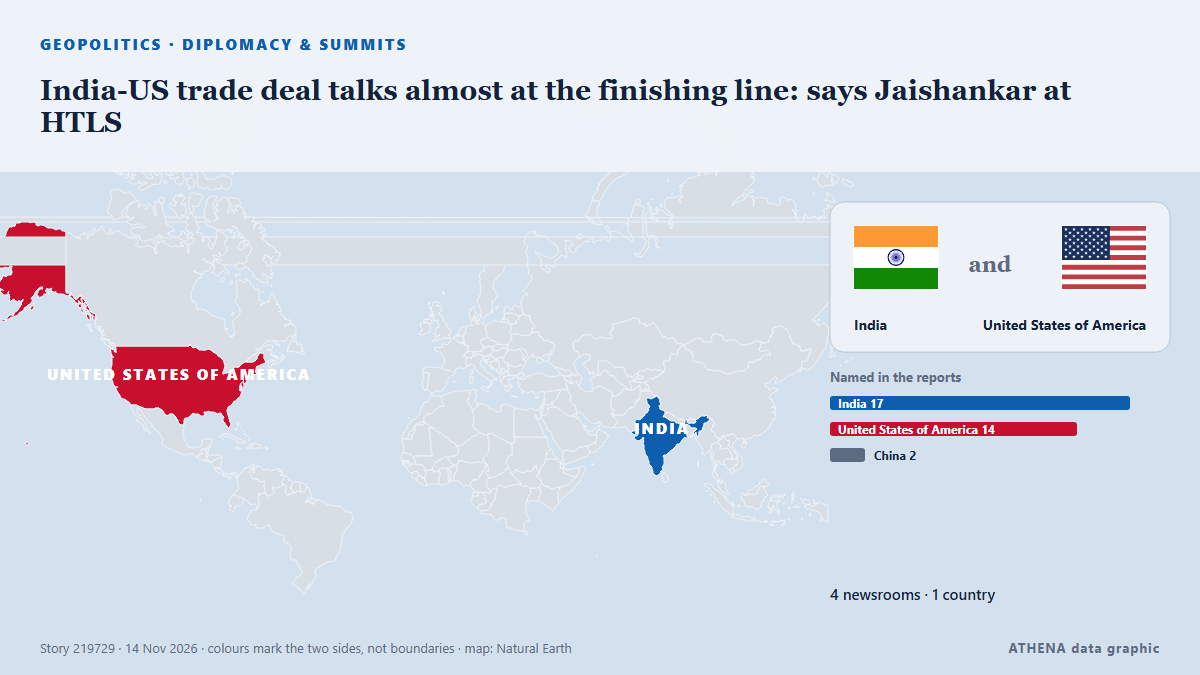 GEOPOLITICS · DIPLOMACY & SUMMITS
India-US trade deal talks almost at the finishing line: says Jaishankar at
HTLS
and
India
United States of America
Named in the reports
India 17
United States of America 14
China 2
UNITED STATES OF AMERICA
INDIA
4 newsrooms · 1 country
Story 219729 · 14 Nov 2026 · colours mark the two sides, not boundaries · map: Natural Earth
ATHENA data graphic